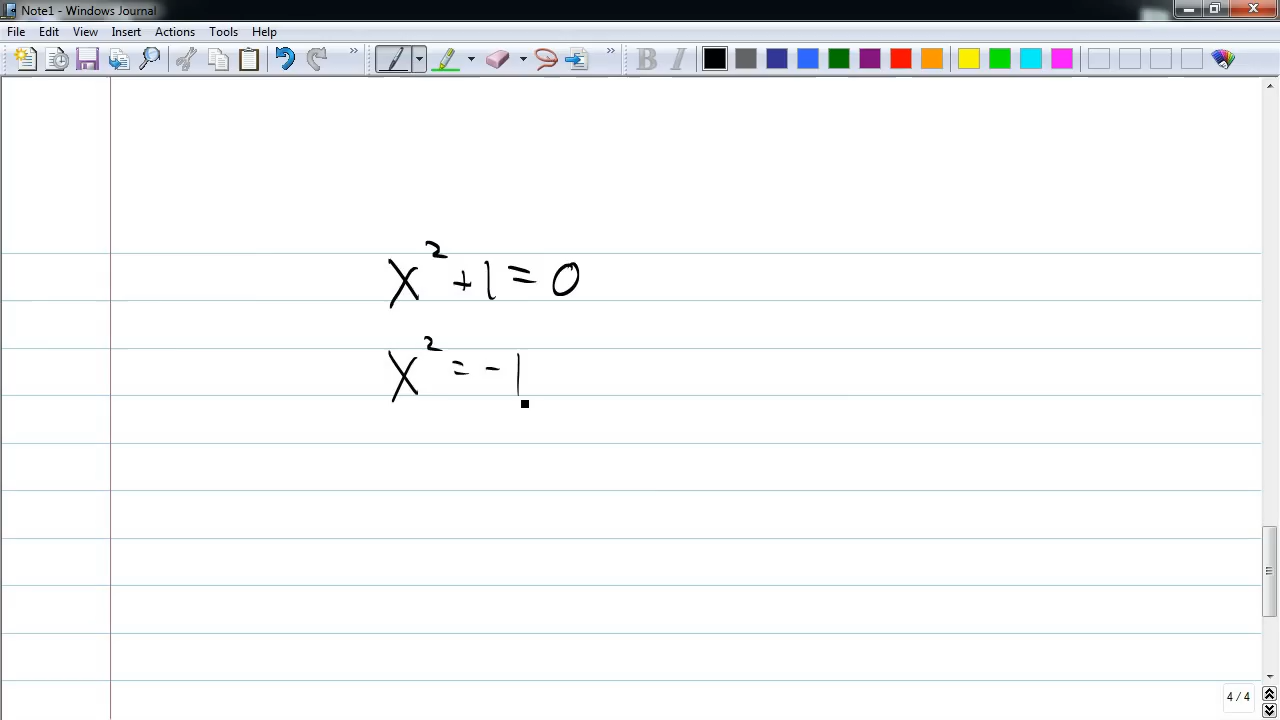 Note1 - Windows Journal
File Edit View Insert Actions Tools Help
B I
x² + 1 = 0
x² = - 1
4 / 4